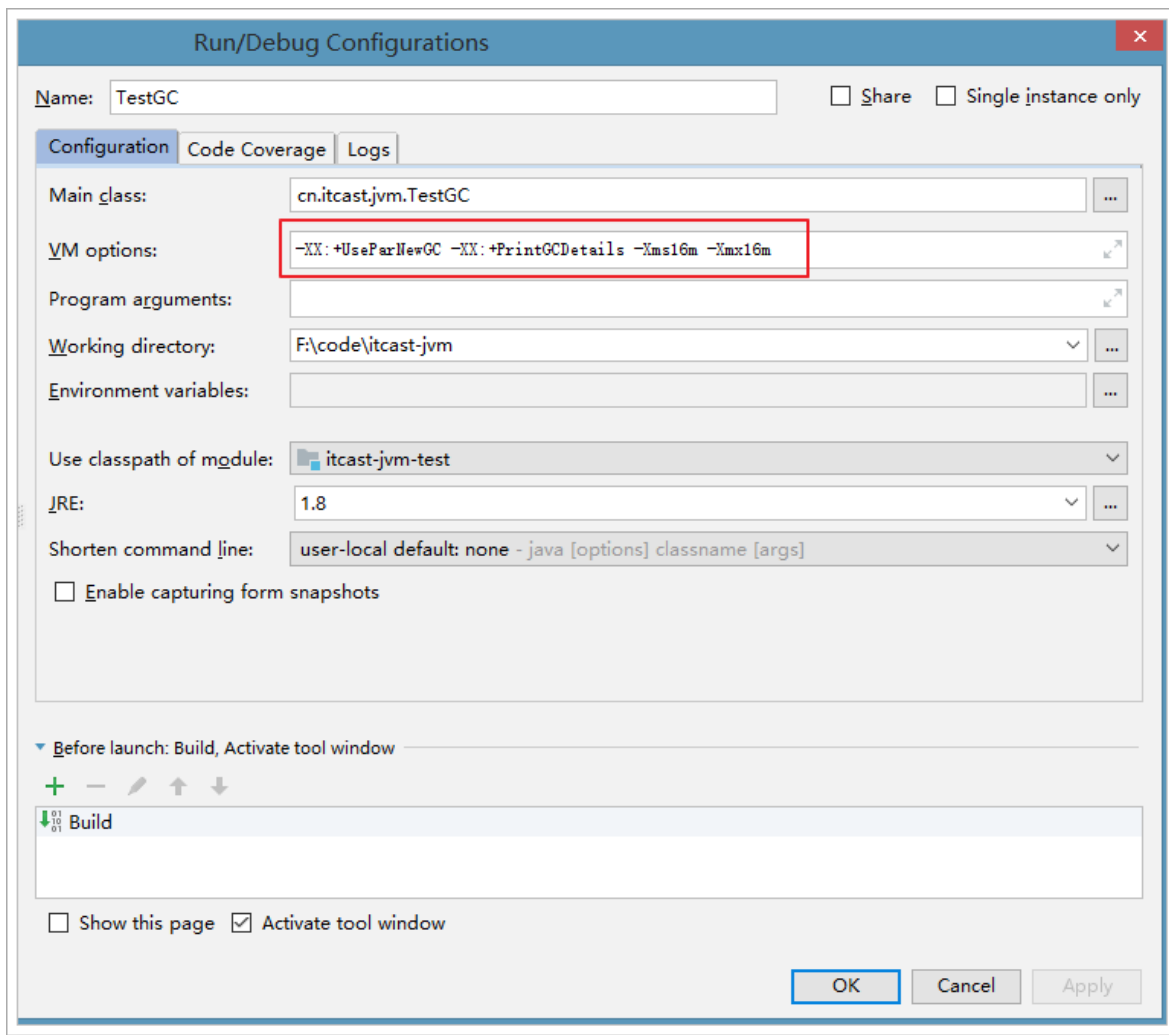 Run/Debug Configurations
Name: TestGC Share Single instance only
Configuration Code Coverage Logs
Main class: cn.itcast.jvm.TestGC ...
VM options: -XX:+UseParNewGC -XX:+PrintGCDetails -Xms16m -Xmx16m
Program arguments:
Working directory: F:\code\itcast-jvm ...
Environment variables: ...
Use classpath of module: itcast-jvm-test
JRE: 1.8 ...
Shorten command line: user-local default: none - java [options] classname [args]
Enable capturing form snapshots
Before launch: Build, Activate tool window
Build
Show this page Activate tool window
OK Cancel Apply